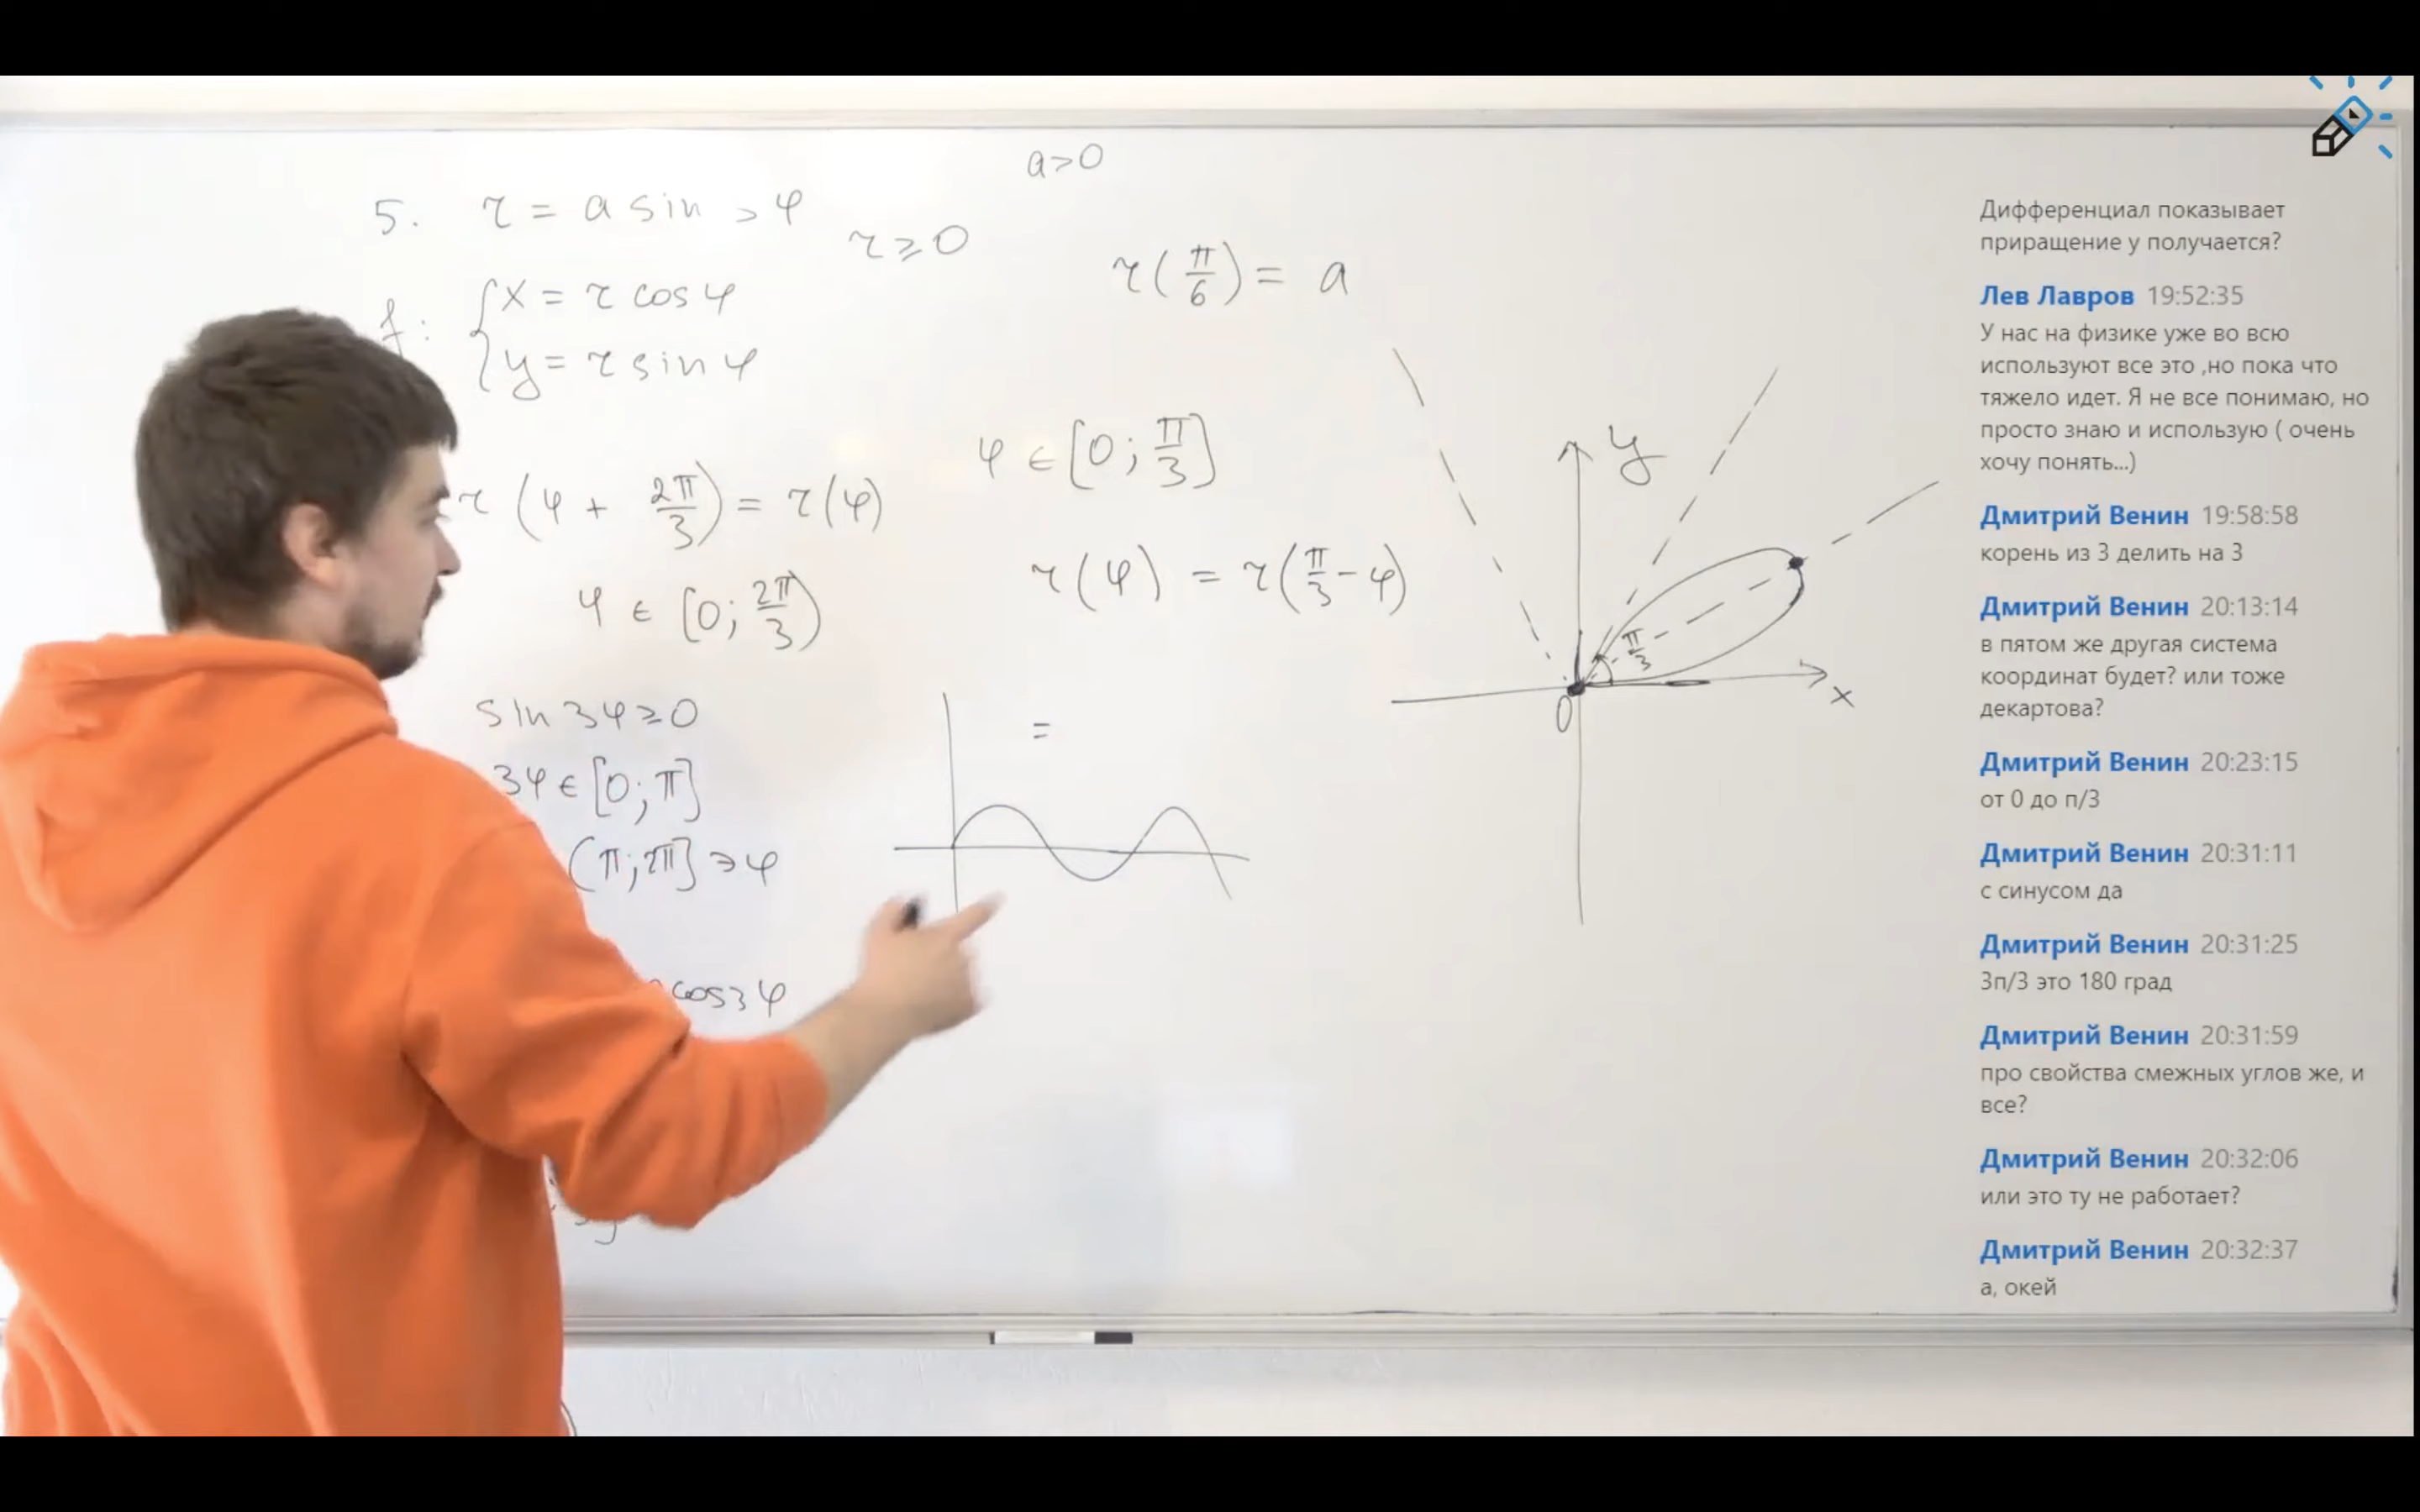 a>0
5. r = a sin 3φ
r ≥ 0
r(π/6) = a
f: { x = r cos φ
y = r sin φ
φ ∈ [0; π/3]
r(φ + 2π/3) = r(φ)
r(φ) = r(π/3 - φ)
φ ∈ [0; 2π/3)
sin 3φ ≥ 0
=
3φ ∈ [0; π]
(π; 2π] ∋ φ
cos 3φ
y
π/3
0
x
Дифференциал показывает
приращение у получается?
Лев Лавров 19:52:35
У нас на физике уже во всю
используют все это ,но пока что
тяжело идет. Я не все понимаю, но
просто знаю и использую ( очень
хочу понять...)
Дмитрий Венин 19:58:58
корень из 3 делить на 3
Дмитрий Венин 20:13:14
в пятом же другая система
координат будет? или тоже
декартова?
Дмитрий Венин 20:23:15
от 0 до п/3
Дмитрий Венин 20:31:11
с синусом да
Дмитрий Венин 20:31:25
3п/3 это 180 град
Дмитрий Венин 20:31:59
про свойства смежных углов же, и
все?
Дмитрий Венин 20:32:06
или это ту не работает?
Дмитрий Венин 20:32:37
а, окей